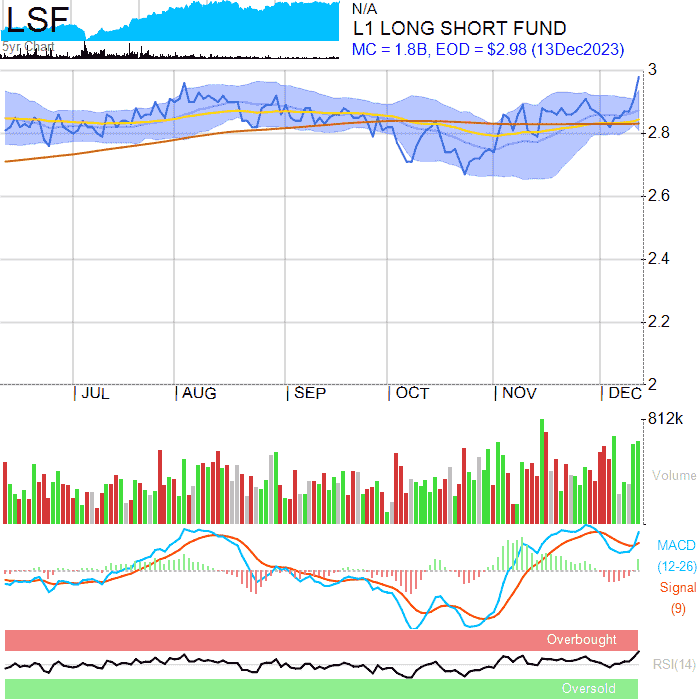 LSF
5yr Chart
N/A
L1 LONG SHORT FUND
MC = 1.8B, EOD = $2.98 (13Dec2023)
3
2.8
2.6
2.4
2.2
2
JUL AUG SEP OCT NOV DEC
812k
Volume
MACD
(12-26)
Signal
(9)
Overbought
RSI(14)
Oversold